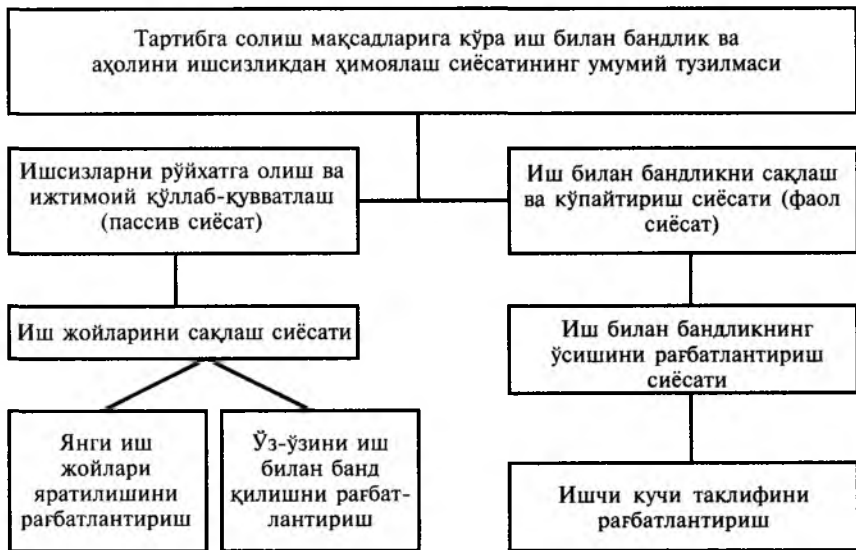 Тартибга солиш мақсадларига кўра иш билан бандлик ва
аҳолини ишсизликдан ҳимоялаш сиёсатининг умумий тузилмаси
Ишсизларни рўйхатга олиш ва
ижтимоий қўллаб-қувватлаш
(пассив сиёсат)
Иш билан бандликни сақлаш
ва кўпайтириш сиёсати (фаол
сиёсат)
Иш жойларини сақлаш сиёсати
Иш билан бандликнинг
ўсишини рағбатлантириш
сиёсати
Янги иш
жойлари
яратилишини
рағбатлантириш
Ўз-ўзини иш
билан банд
қилишни рағбат-
лантириш
Ишчи кучи таклифини
рағбатлантириш